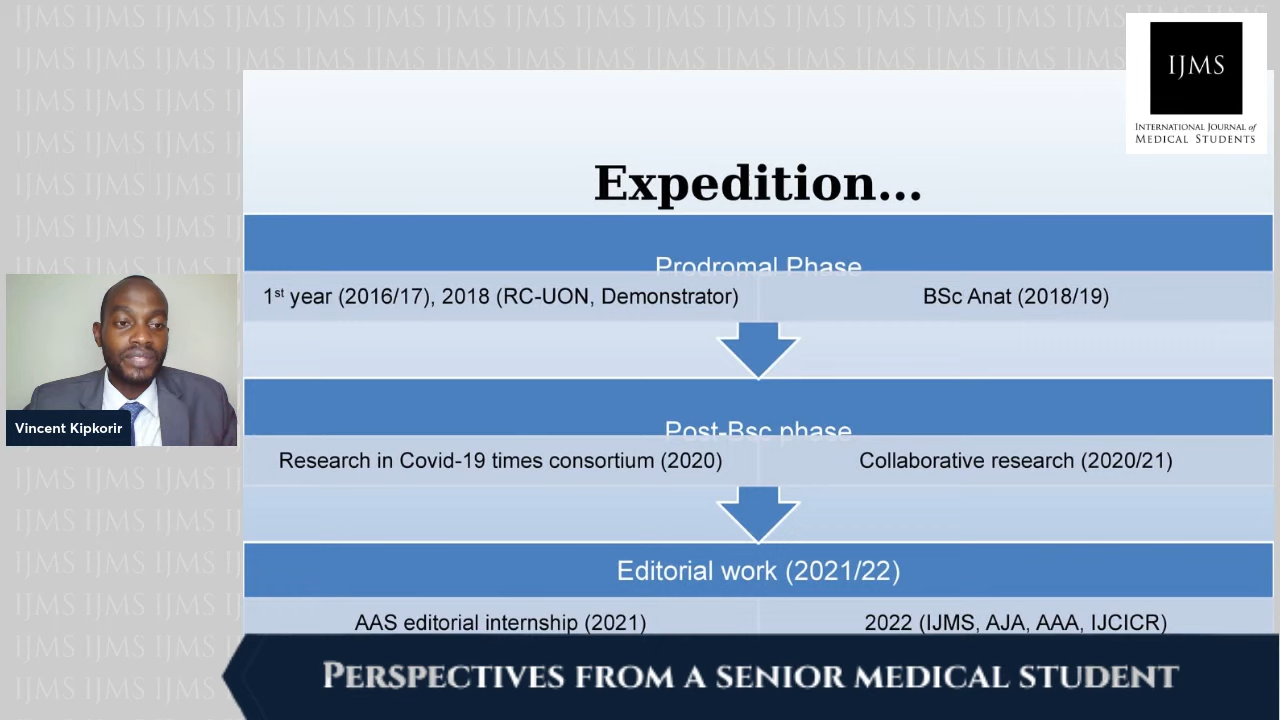 IJMS
INTERNATIONAL JOURNAL of
MEDICAL STUDENTS
Expedition...
Prodromal Phase
1st year (2016/17), 2018 (RC-UON, Demonstrator)
BSc Anat (2018/19)
Post-Bsc phase
Research in Covid-19 times consortium (2020)
Collaborative research (2020/21)
Editorial work (2021/22)
AAS editorial internship (2021)
2022 (IJMS, AJA, AAA, IJCICR)
Vincent Kipkorir
PERSPECTIVES FROM A SENIOR MEDICAL STUDENT